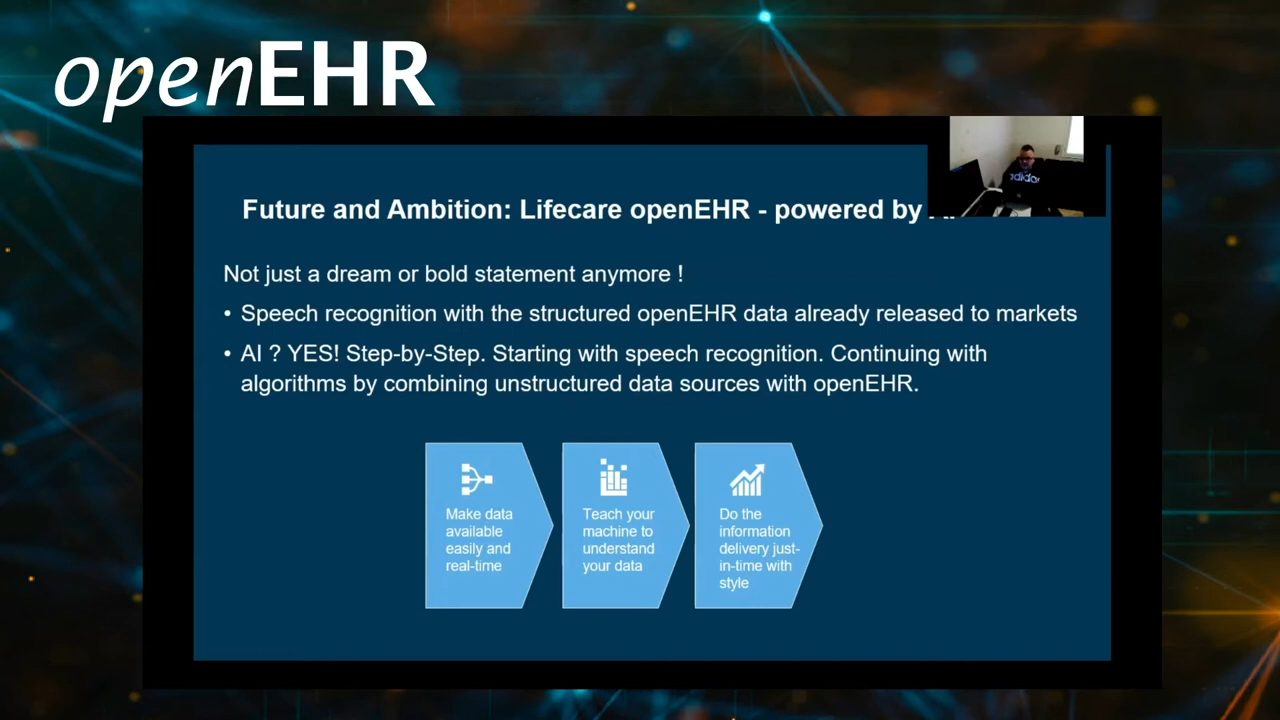 openEHR
Future and Ambition: Lifecare openEHR - powered by
Not just a dream or bold statement anymore !
• Speech recognition with the structured openEHR data already released to markets
• AI ? YES! Step-by-Step. Starting with speech recognition. Continuing with
algorithms by combining unstructured data sources with openEHR.
Make data
available
easily and
real-time
Teach your
machine to
understand
your data
Do the
information
delivery just-
in-time with
style
adidas